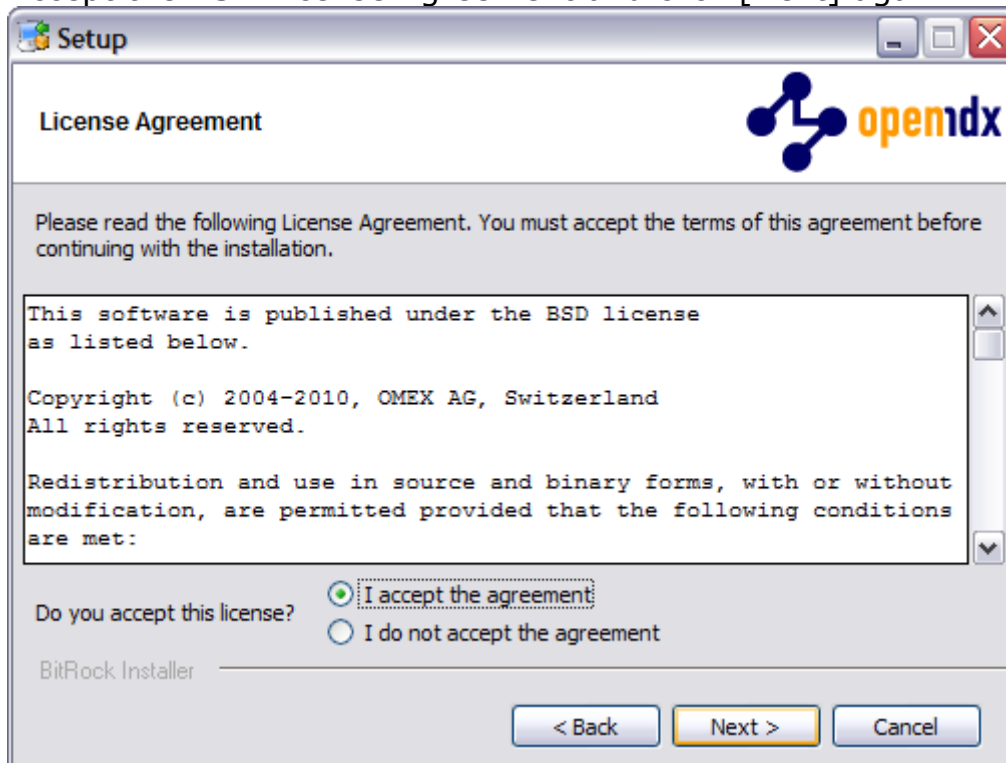 Setup
License Agreement
openmdx
Please read the following License Agreement. You must accept the terms of this agreement before
continuing with the installation.
This software is published under the BSD license
as listed below.
Copyright (c) 2004-2010, OMEX AG, Switzerland
All rights reserved.
Redistribution and use in source and binary forms, with or without
modification, are permitted provided that the following conditions
are met:
Do you accept this license?
I accept the agreement
I do not accept the agreement
BitRock Installer
< Back
Next >
Cancel